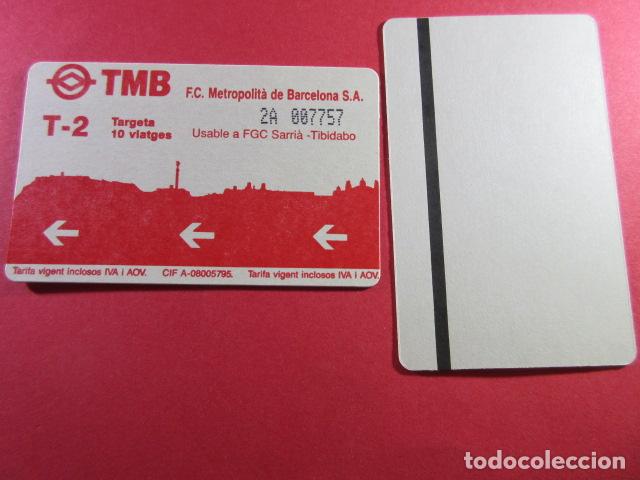 TMB
F.C. Metropolità de Barcelona S.A.
2A 007757
T-2 Targeta
10 viatges
Usable a FGC Sarrià -Tibidabo
Tarifa vigent inclosos IVA i AOV. CIF A-08005795. Tarifa vigent inclosos IVA i AOV.
todocoleccion.net